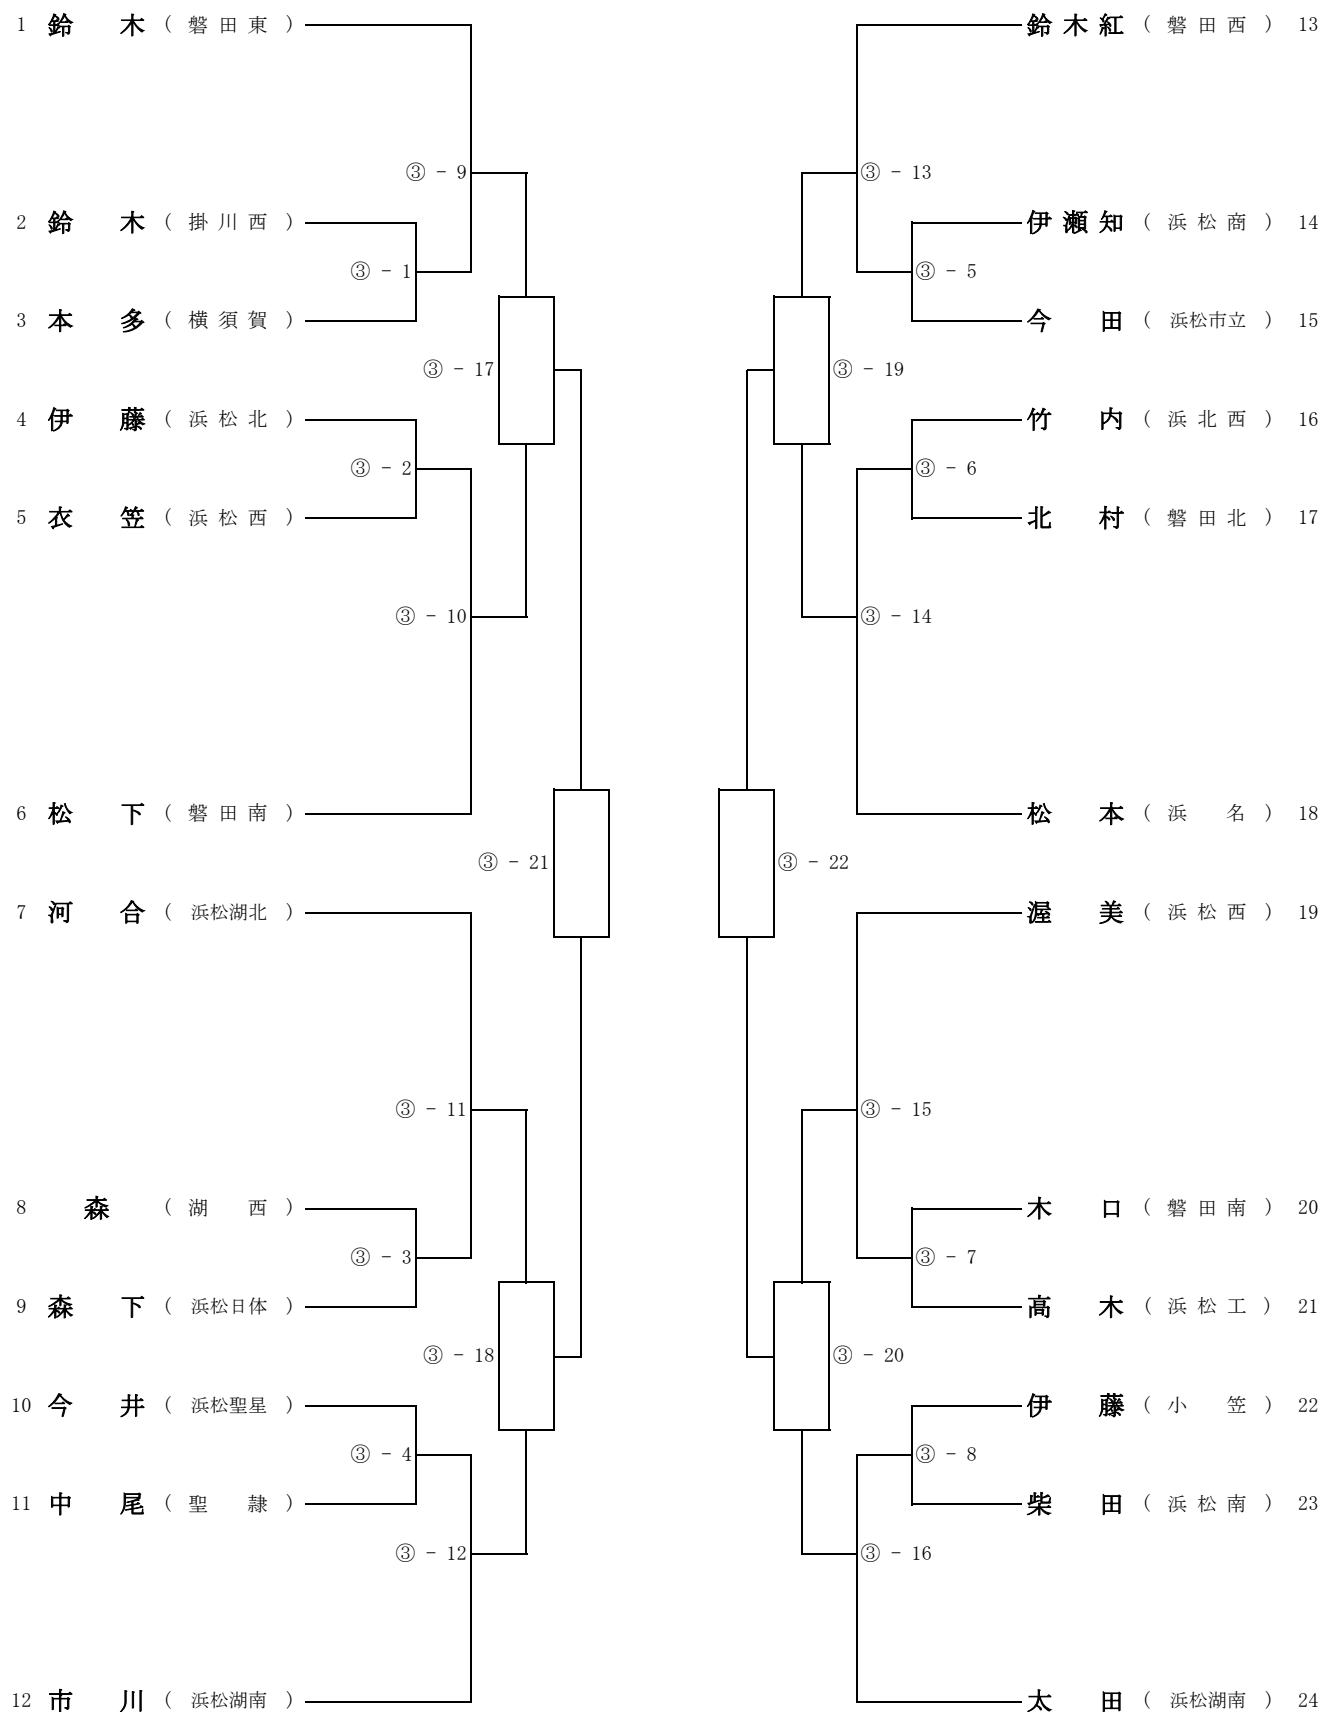 1 鈴木 ( 磐田東 )
鈴木紅 ( 磐田西 ) 13
③ - 9
③ - 13
2 鈴木 ( 掛川西 )
伊瀬知 ( 浜松商 ) 14
③ - 1
③ - 5
3 本多 ( 横須賀 )
今田 ( 浜松市立 ) 15
③ - 17
③ - 19
4 伊藤 ( 浜松北 )
竹内 ( 浜北西 ) 16
③ - 2
③ - 6
5 衣笠 ( 浜松西 )
北村 ( 磐田北 ) 17
③ - 10
③ - 14
6 松下 ( 磐田南 )
松本 ( 浜名 ) 18
③ - 21
③ - 22
7 河合 ( 浜松湖北 )
渥美 ( 浜松西 ) 19
③ - 11
③ - 15
8 森 ( 湖西 )
木口 ( 磐田南 ) 20
③ - 3
③ - 7
9 森下 ( 浜松日体 )
高木 ( 浜松工 ) 21
③ - 18
③ - 20
10 今井 ( 浜松聖星 )
伊藤 ( 小笠 ) 22
③ - 4
③ - 8
11 中尾 ( 聖隷 )
柴田 ( 浜松南 ) 23
③ - 12
③ - 16
12 市川 ( 浜松湖南 )
太田 ( 浜松湖南 ) 24